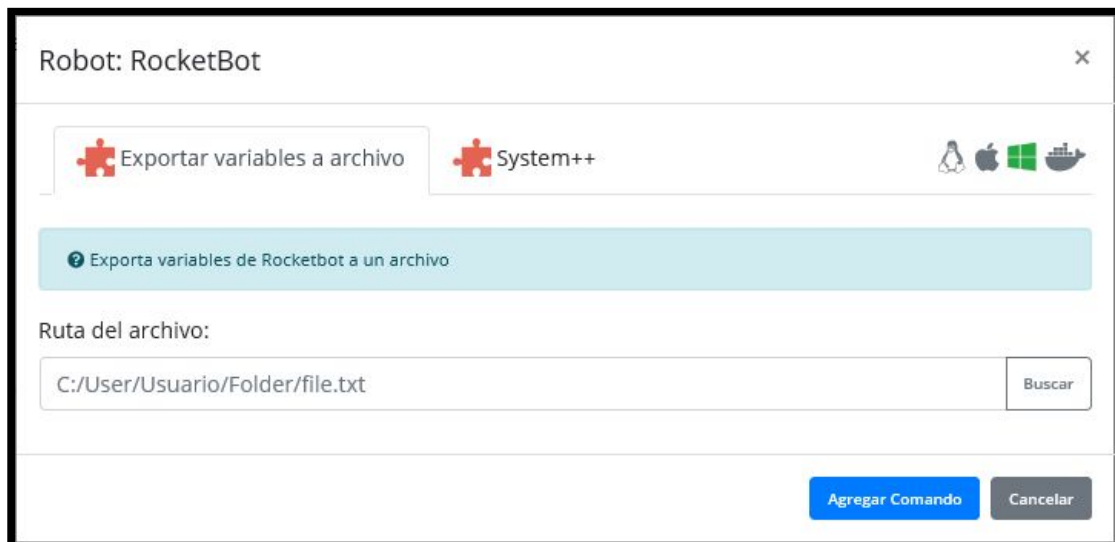 Robot: RocketBot ×
Exportar variables a archivo System++
Exporta variables de Rocketbot a un archivo
Ruta del archivo:
C:/User/Usuario/Folder/file.txt Buscar
Agregar Comando Cancelar